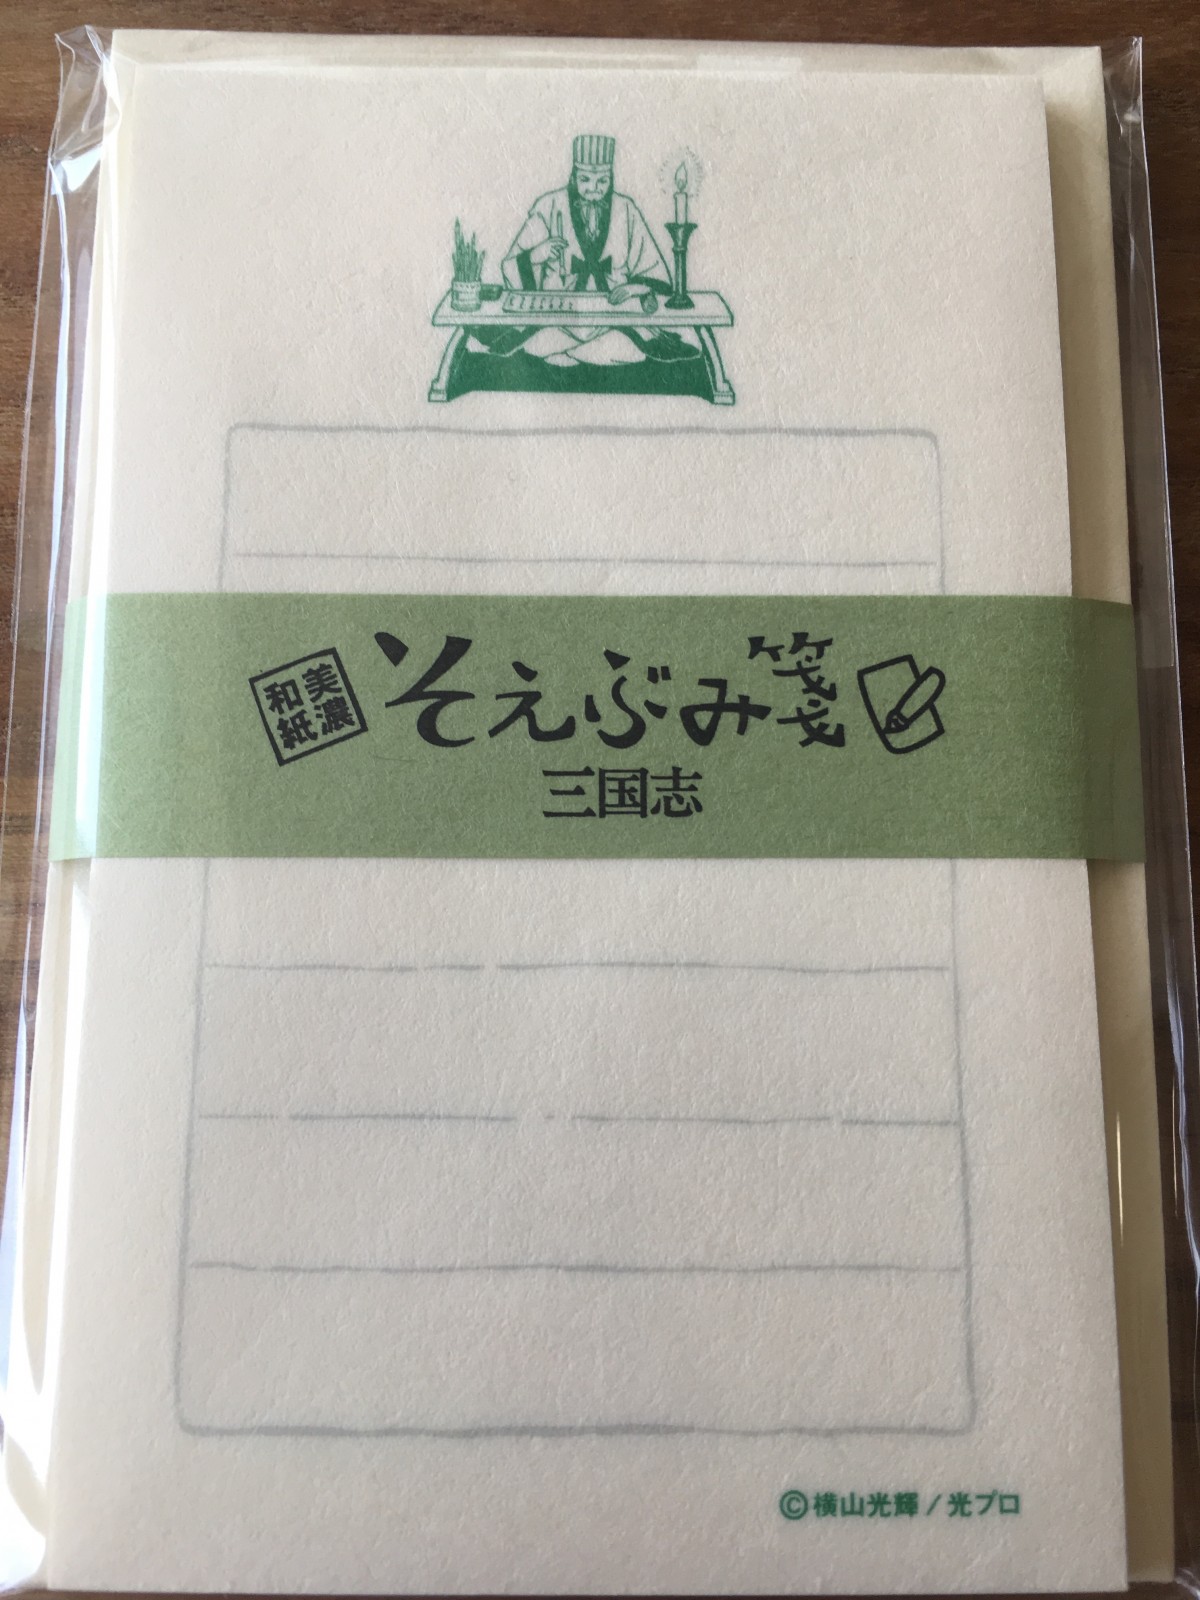 美濃
和紙
そえぶみ箋
三国志
©横山光輝 / 光プロ